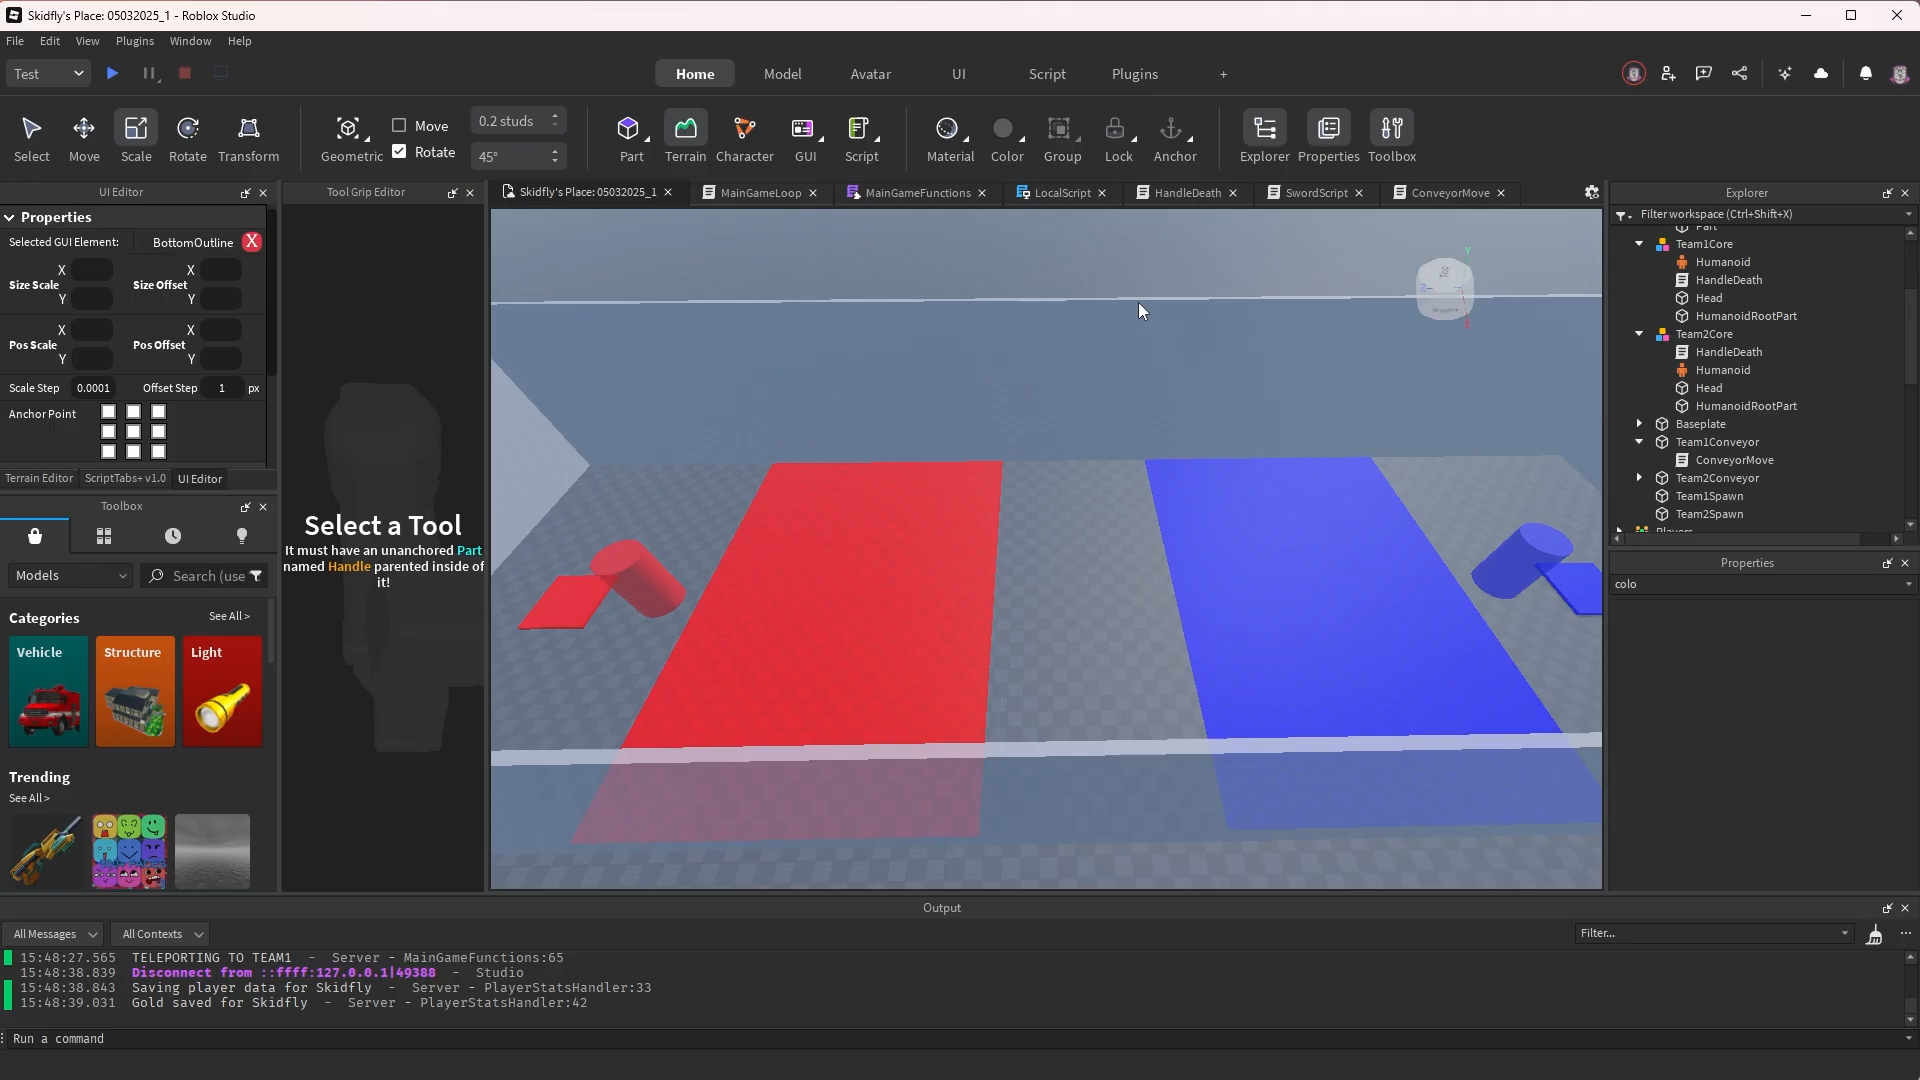 Skidfly's Place: 05032025_1 - Roblox Studio
File Edit View Plugins Window Help
Test
Home Model Avatar UI Script Plugins +
Select Move Scale Rotate Transform
Geometric
Move
Rotate
0.2 studs
45°
Part Terrain Character GUI Script
Material Color Group Lock Anchor
Explorer Properties Toolbox
UI Editor
Properties
Selected GUI Element: BottomOutline X
X X
Size Scale Size Offset
Y Y
X X
Pos Scale Pos Offset
Y Y
Scale Step 0.0001 Offset Step 1 px
Anchor Point
Terrain Editor ScriptTabs+ v1.0 UI Editor
Toolbox
Models Search (use
Categories See All >
Vehicle Structure Light
Trending
See All >
Tool Grip Editor
Select a Tool
It must have an unanchored Part
named Handle parented inside of
it!
Skidfly's Place: 05032025_1 MainGameLoop MainGameFunctions LocalScript HandleDeath SwordScript ConveyorMove
Y
Top
Z
Explorer
Filter workspace (Ctrl+Shift+X)
Part
Team1Core
Humanoid
HandleDeath
Head
HumanoidRootPart
Team2Core
HandleDeath
Humanoid
Head
HumanoidRootPart
Baseplate
Team1Conveyor
ConveyorMove
Team2Conveyor
Team1Spawn
Team2Spawn
Players
Properties
colo
Output
All Messages All Contexts Filter...
15:48:27.565 TELEPORTING TO TEAM1 - Server - MainGameFunctions:65
15:48:38.839 Disconnect from ::ffff:127.0.0.1|49388 - Studio
15:48:38.843 Saving player data for Skidfly - Server - PlayerStatsHandler:33
15:48:39.031 Gold saved for Skidfly - Server - PlayerStatsHandler:42
Run a command